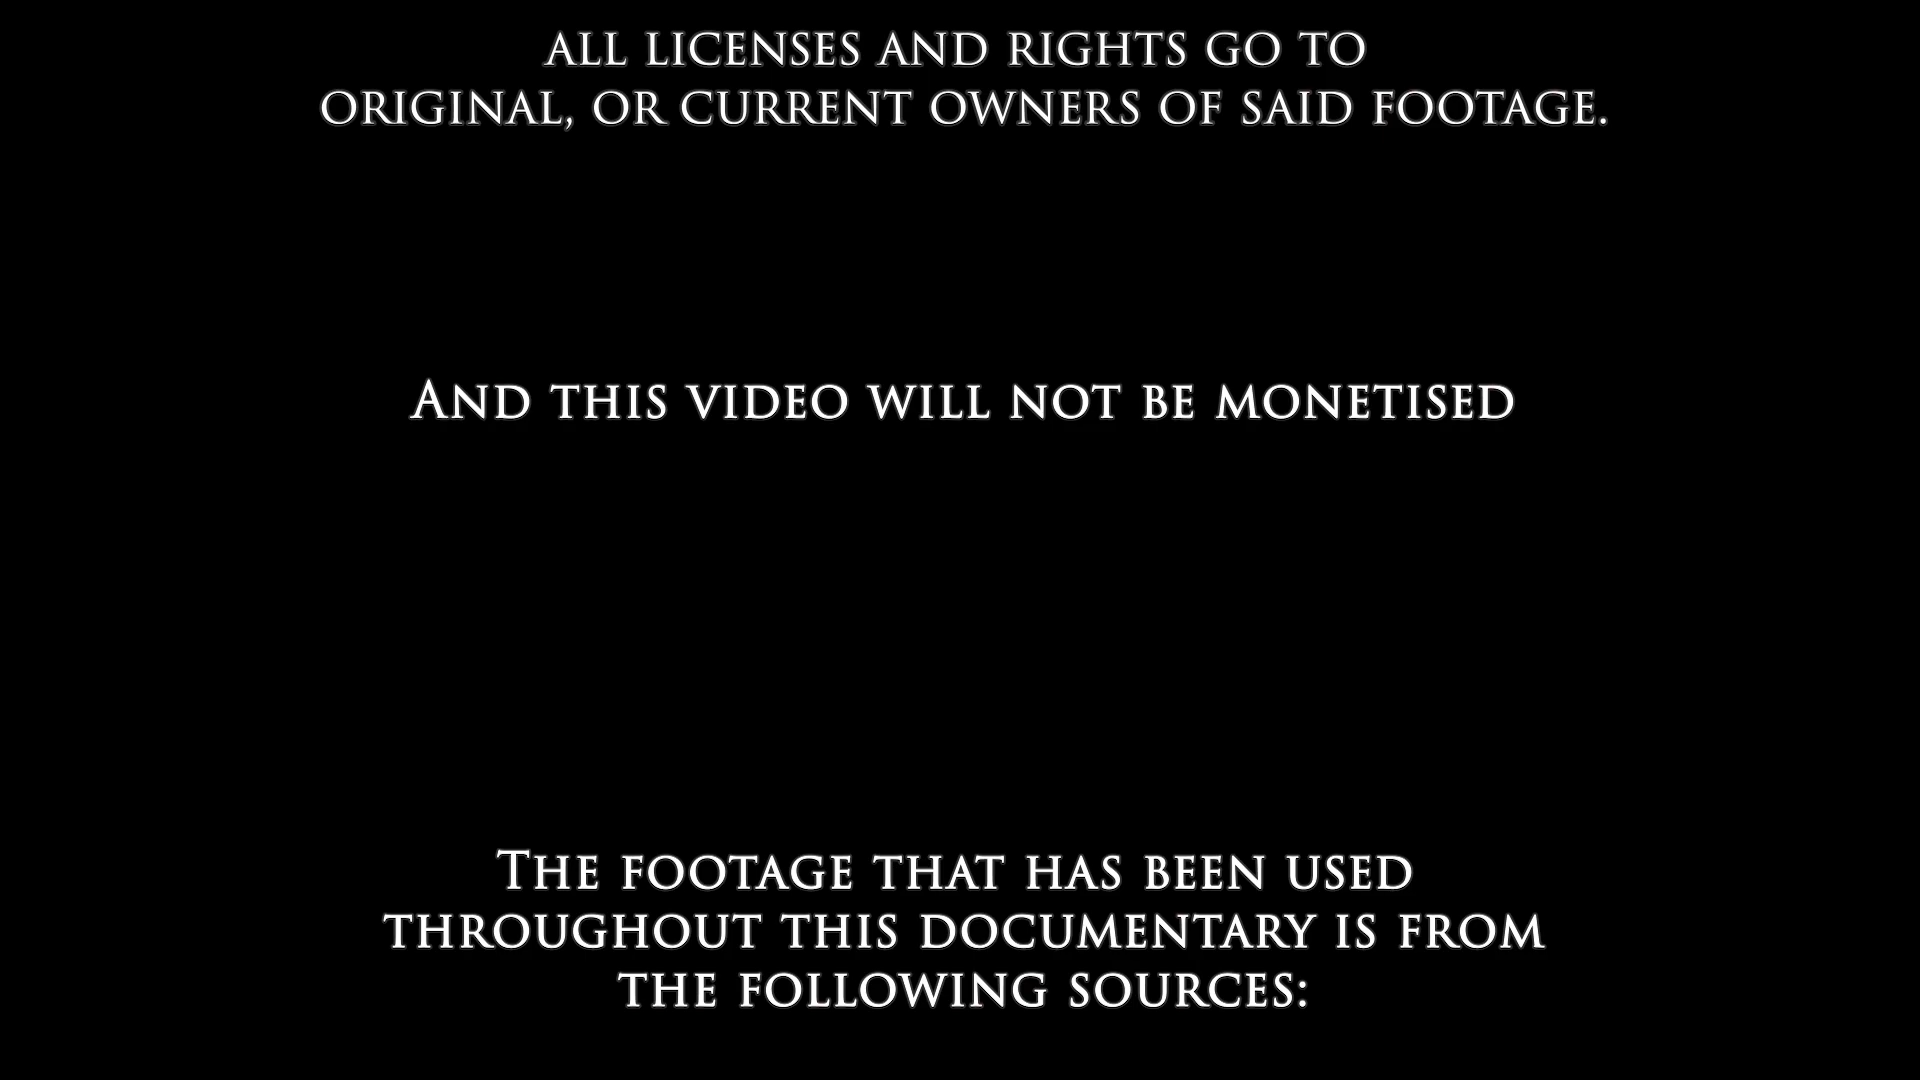 ALL LICENSES AND RIGHTS GO TO
ORIGINAL, OR CURRENT OWNERS OF SAID FOOTAGE.
AND THIS VIDEO WILL NOT BE MONETISED
THE FOOTAGE THAT HAS BEEN USED
THROUGHOUT THIS DOCUMENTARY IS FROM
THE FOLLOWING SOURCES: